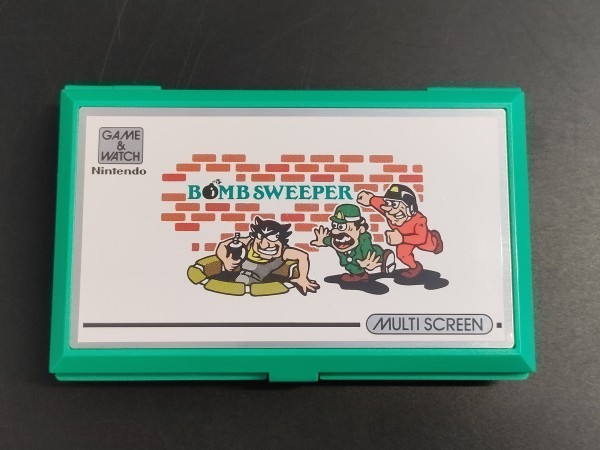 GAME
&
WATCH
Nintendo
BOMB SWEEPER
MULTI SCREEN